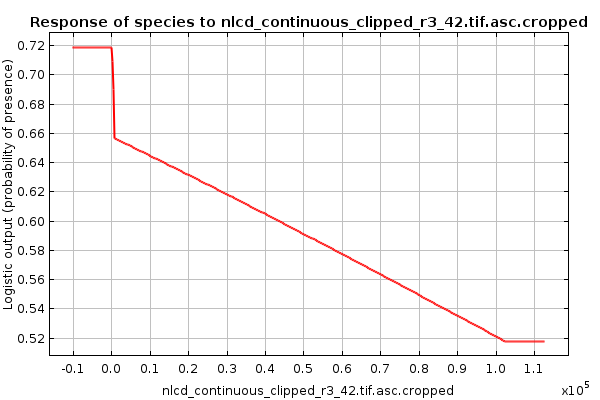 Response of species to nlcd_continuous_clipped_r3_42.tif.asc.cropped
Logistic output (probability of presence)
0.72
0.70
0.68
0.66
0.64
0.62
0.60
0.58
0.56
0.54
0.52
-0.1 0.0 0.1 0.2 0.3 0.4 0.5 0.6 0.7 0.8 0.9 1.0 1.1
x10⁵
nlcd_continuous_clipped_r3_42.tif.asc.cropped